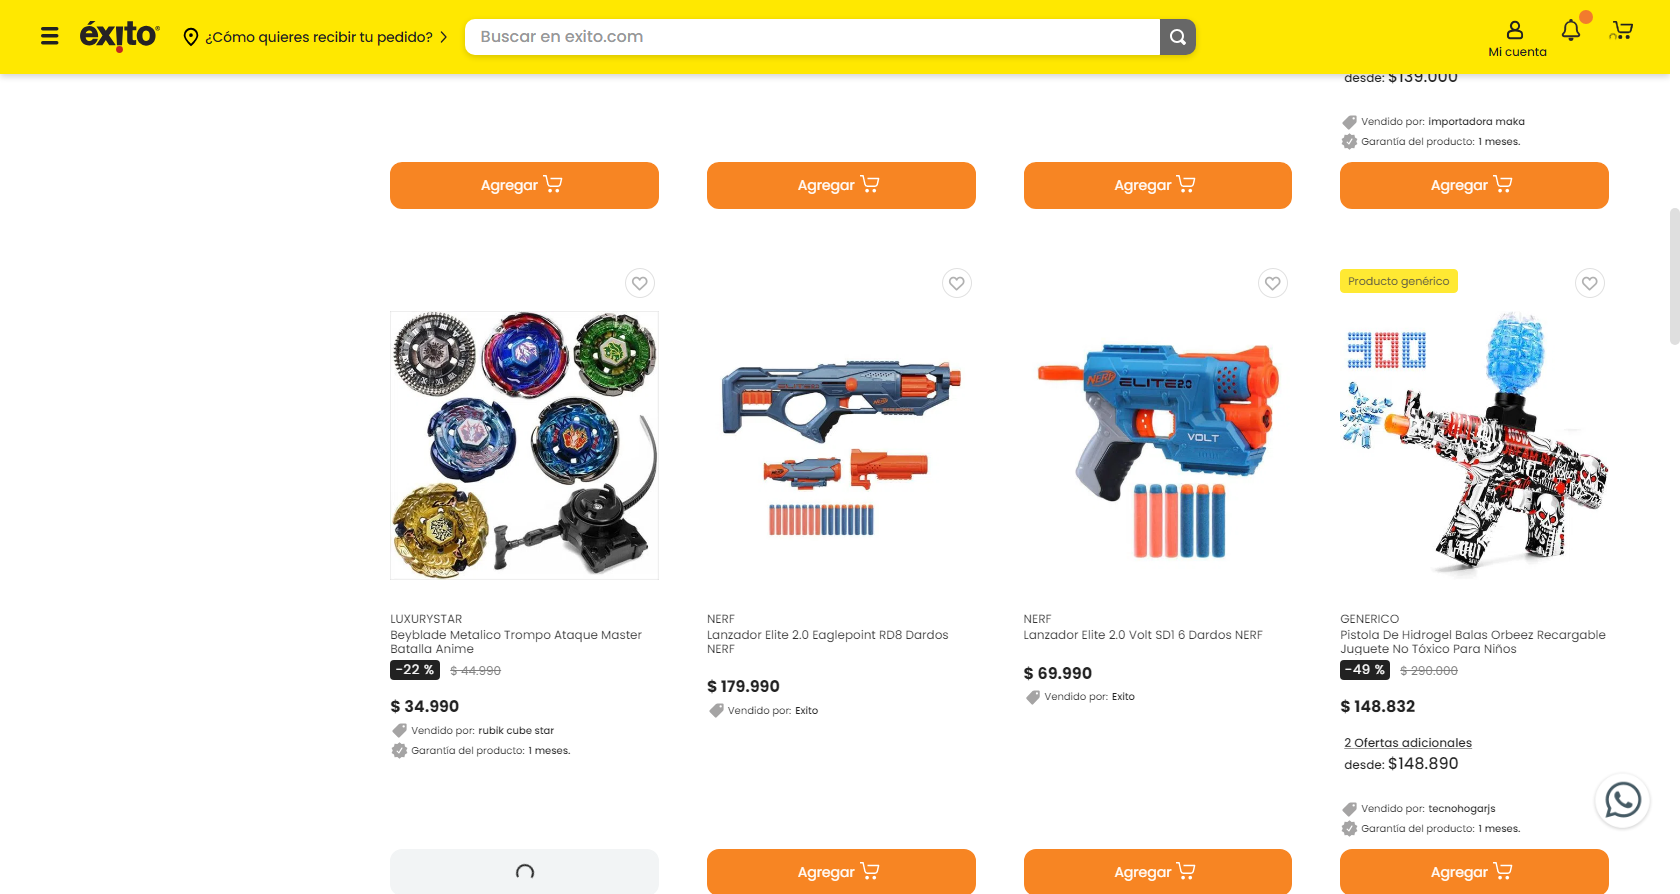 éxito
¿Cómo quieres recibir tu pedido?
Buscar en exito.com
Mi cuenta
desde: $139.000
Vendido por: importadora maka
Garantía del producto: 1 meses.
Agregar
Agregar
Agregar
Agregar
Producto genérico
NERF
ELITE 2.0
VOLT
300
LUXURYSTAR
Beyblade Metalico Trompo Ataque Master
Batalla Anime
-22 % $ 44.990
$ 34.990
Vendido por: rubik cube star
Garantía del producto: 1 meses.
NERF
Lanzador Elite 2.0 Eaglepoint RD8 Dardos
NERF
$ 179.990
Vendido por: Exito
NERF
Lanzador Elite 2.0 Volt SD1 6 Dardos NERF
$ 69.990
Vendido por: Exito
GENERICO
Pistola De Hidrogel Balas Orbeez Recargable
Juguete No Tóxico Para Niños
-49 % $ 290.000
$ 148.832
2 Ofertas adicionales
desde: $148.890
Vendido por: tecnohogarjs
Garantía del producto: 1 meses.
Agregar
Agregar
Agregar